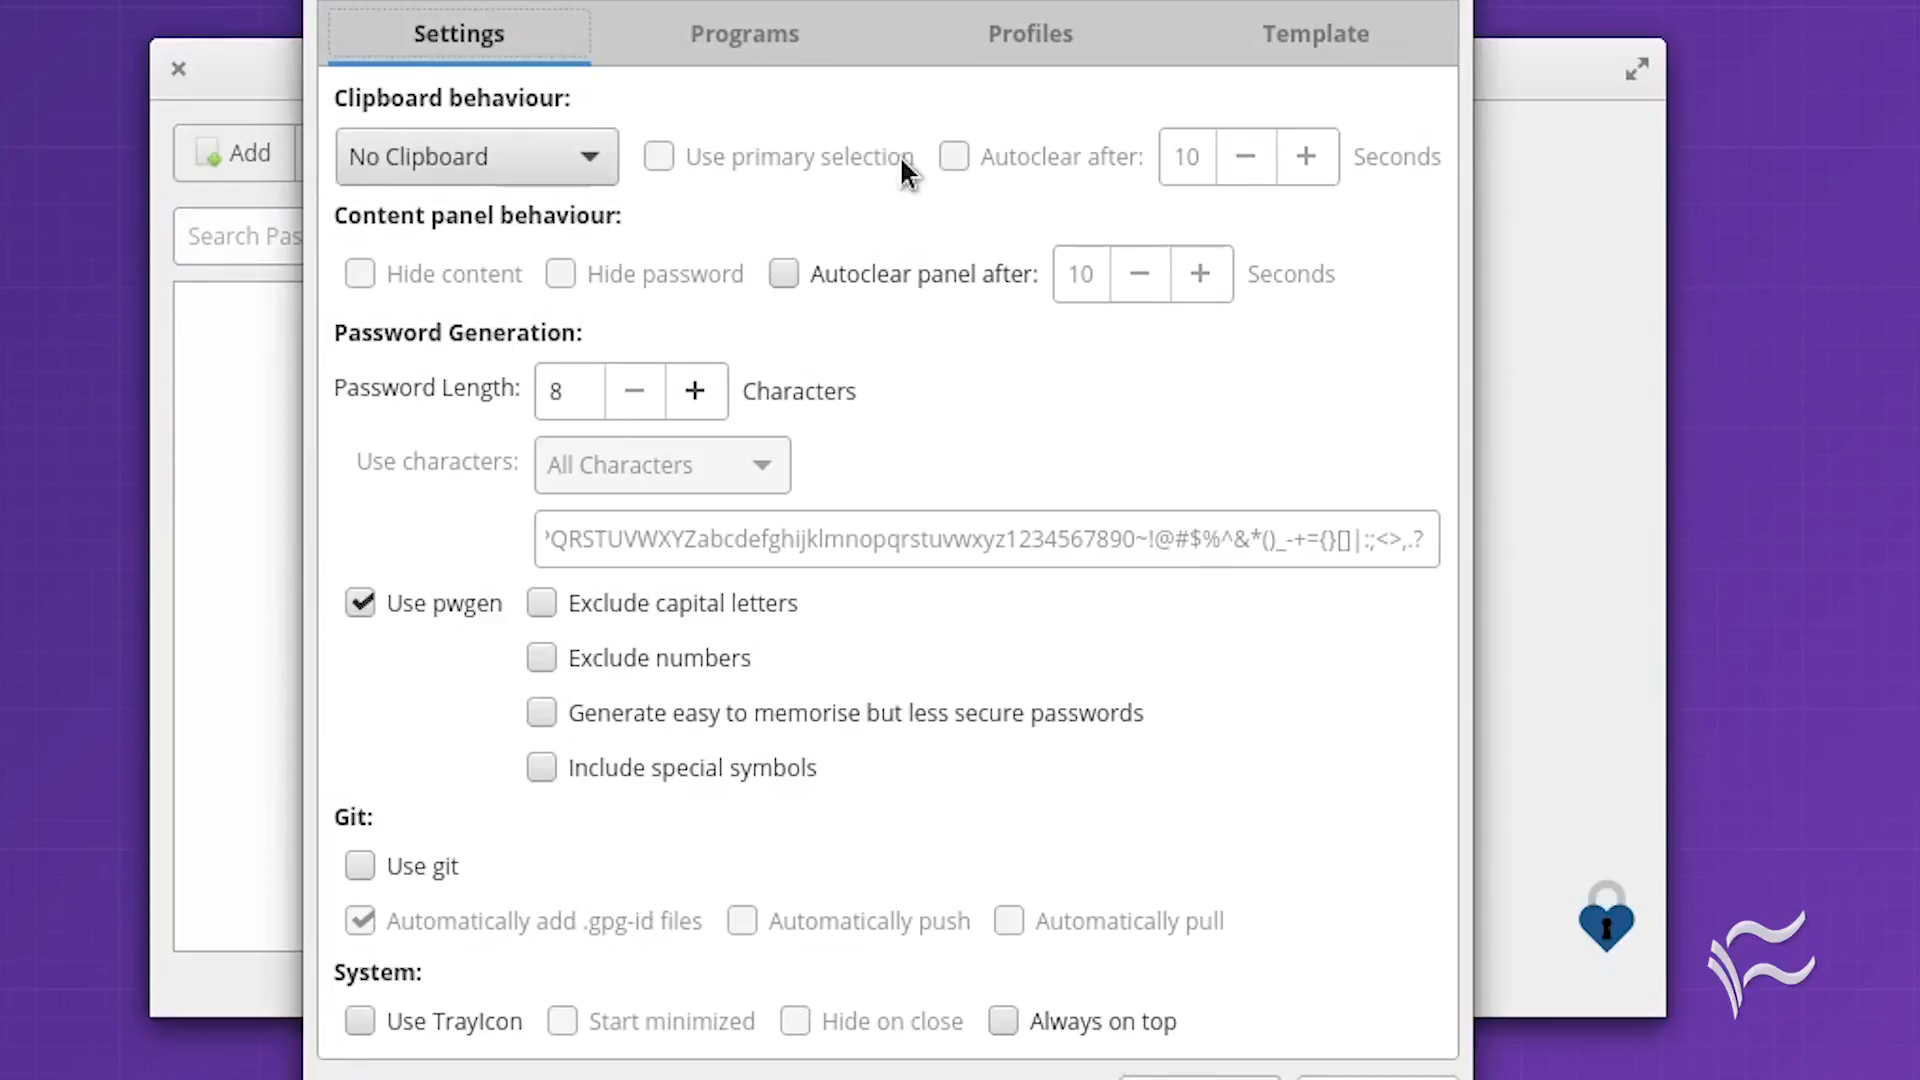 Settings Programs Profiles Template
Clipboard behaviour:
Add No Clipboard Use primary selection Autoclear after: 10 − + Seconds
Content panel behaviour:
Search Pas
Hide content Hide password Autoclear panel after: 10 − + Seconds
Password Generation:
Password Length: 8 − + Characters
Use characters: All Characters
QRSTUVWXYZabcdefghijklmnopqrstuvwxyz1234567890~!@#$%^&*()_-+={}[]|:;<>,.?
Use pwgen Exclude capital letters
Exclude numbers
Generate easy to memorise but less secure passwords
Include special symbols
Git:
Use git
Automatically add .gpg-id files Automatically push Automatically pull
System:
Use TrayIcon Start minimized Hide on close Always on top